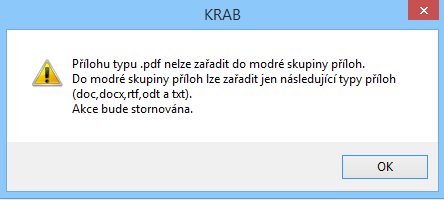 KRAB
Přílohu typu .pdf nelze zařadit do modré skupiny příloh.
Do modré skupiny příloh lze zařadit jen následující typy příloh
(doc,docx,rtf,odt a txt).
Akce bude stornována.
OK